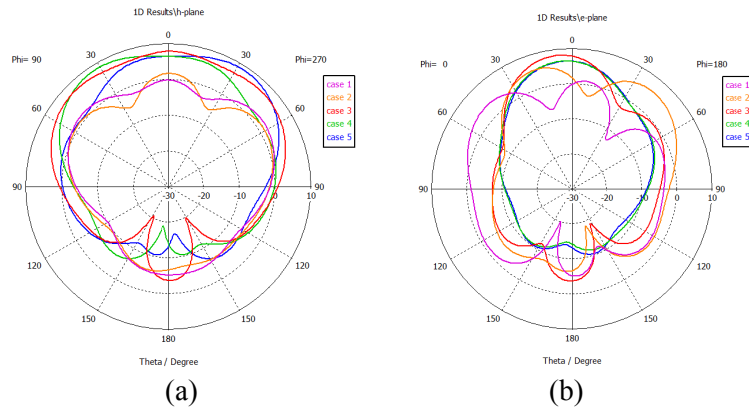 1D Results\h-plane
Phi= 90
30
0
30
Phi=270
60
60
90
-30
-20
-10
0
10
90
120
120
150
150
180
Theta / Degree
case 1
case 2
case 3
case 4
case 5
(a)
1D Results\e-plane
Phi= 0
30
0
30
Phi=180
60
60
90
-30
-20
-10
0
10
90
120
120
150
150
180
Theta / Degree
case 1
case 2
case 3
case 4
case 5
(b)